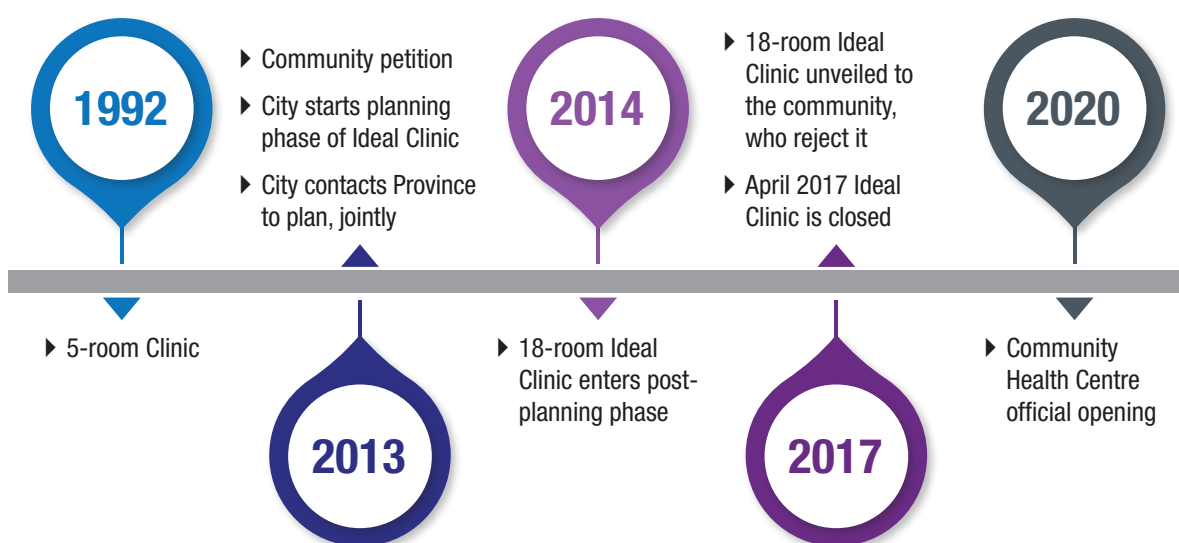 1992
▶ 5-room Clinic
▶ Community petition
▶ City starts planning
phase of Ideal Clinic
▶ City contacts Province
to plan, jointly
2013
2014
▶ 18-room Ideal
Clinic enters post-
planning phase
▶ 18-room Ideal
Clinic unveiled to
the community,
who reject it
▶ April 2017 Ideal
Clinic is closed
2017
2020
▶ Community
Health Centre
official opening